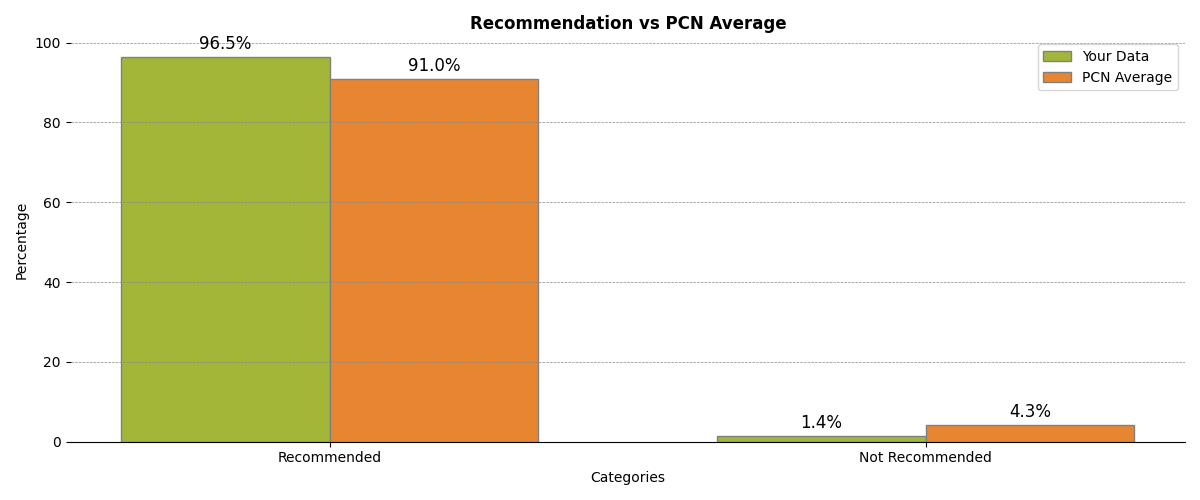 Recommendation vs PCN Average
Your Data
PCN Average
96.5%
91.0%
1.4%
4.3%
100
80
60
40
20
0
Percentage
Recommended
Not Recommended
Categories